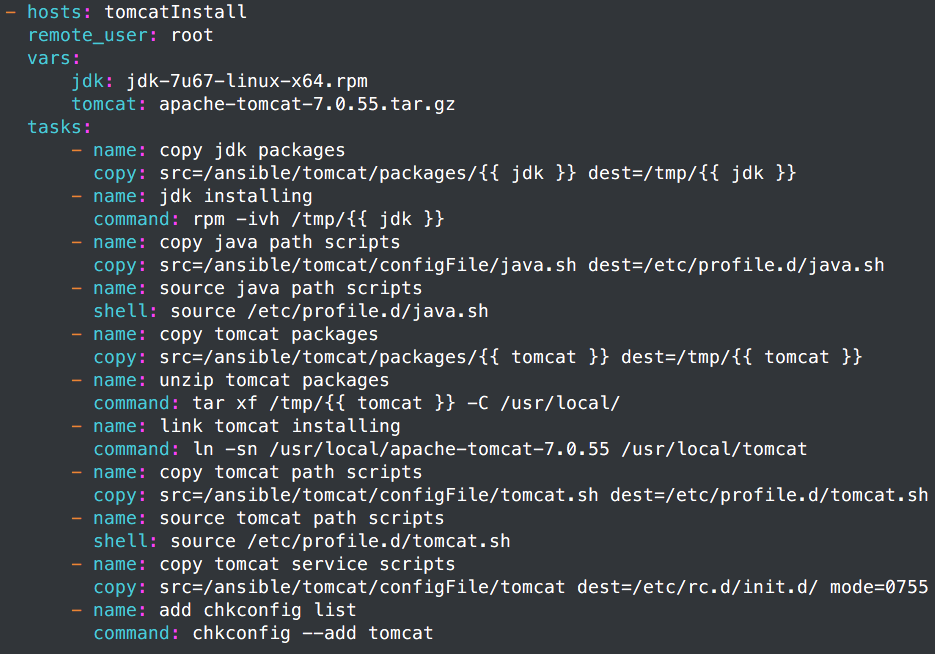 - hosts: tomcatInstall
  remote_user: root
  vars:
      jdk: jdk-7u67-linux-x64.rpm
      tomcat: apache-tomcat-7.0.55.tar.gz
  tasks:
      - name: copy jdk packages
        copy: src=/ansible/tomcat/packages/{{ jdk }} dest=/tmp/{{ jdk }}
      - name: jdk installing
        command: rpm -ivh /tmp/{{ jdk }}
      - name: copy java path scripts
        copy: src=/ansible/tomcat/configFile/java.sh dest=/etc/profile.d/java.sh
      - name: source java path scripts
        shell: source /etc/profile.d/java.sh
      - name: copy tomcat packages
        copy: src=/ansible/tomcat/packages/{{ tomcat }} dest=/tmp/{{ tomcat }}
      - name: unzip tomcat packages
        command: tar xf /tmp/{{ tomcat }} -C /usr/local/
      - name: link tomcat installing
        command: ln -sn /usr/local/apache-tomcat-7.0.55 /usr/local/tomcat
      - name: copy tomcat path scripts
        copy: src=/ansible/tomcat/configFile/tomcat.sh dest=/etc/profile.d/tomcat.sh
      - name: source tomcat path scripts
        shell: source /etc/profile.d/tomcat.sh
      - name: copy tomcat service scripts
        copy: src=/ansible/tomcat/configFile/tomcat dest=/etc/rc.d/init.d/ mode=0755
      - name: add chkconfig list
        command: chkconfig --add tomcat